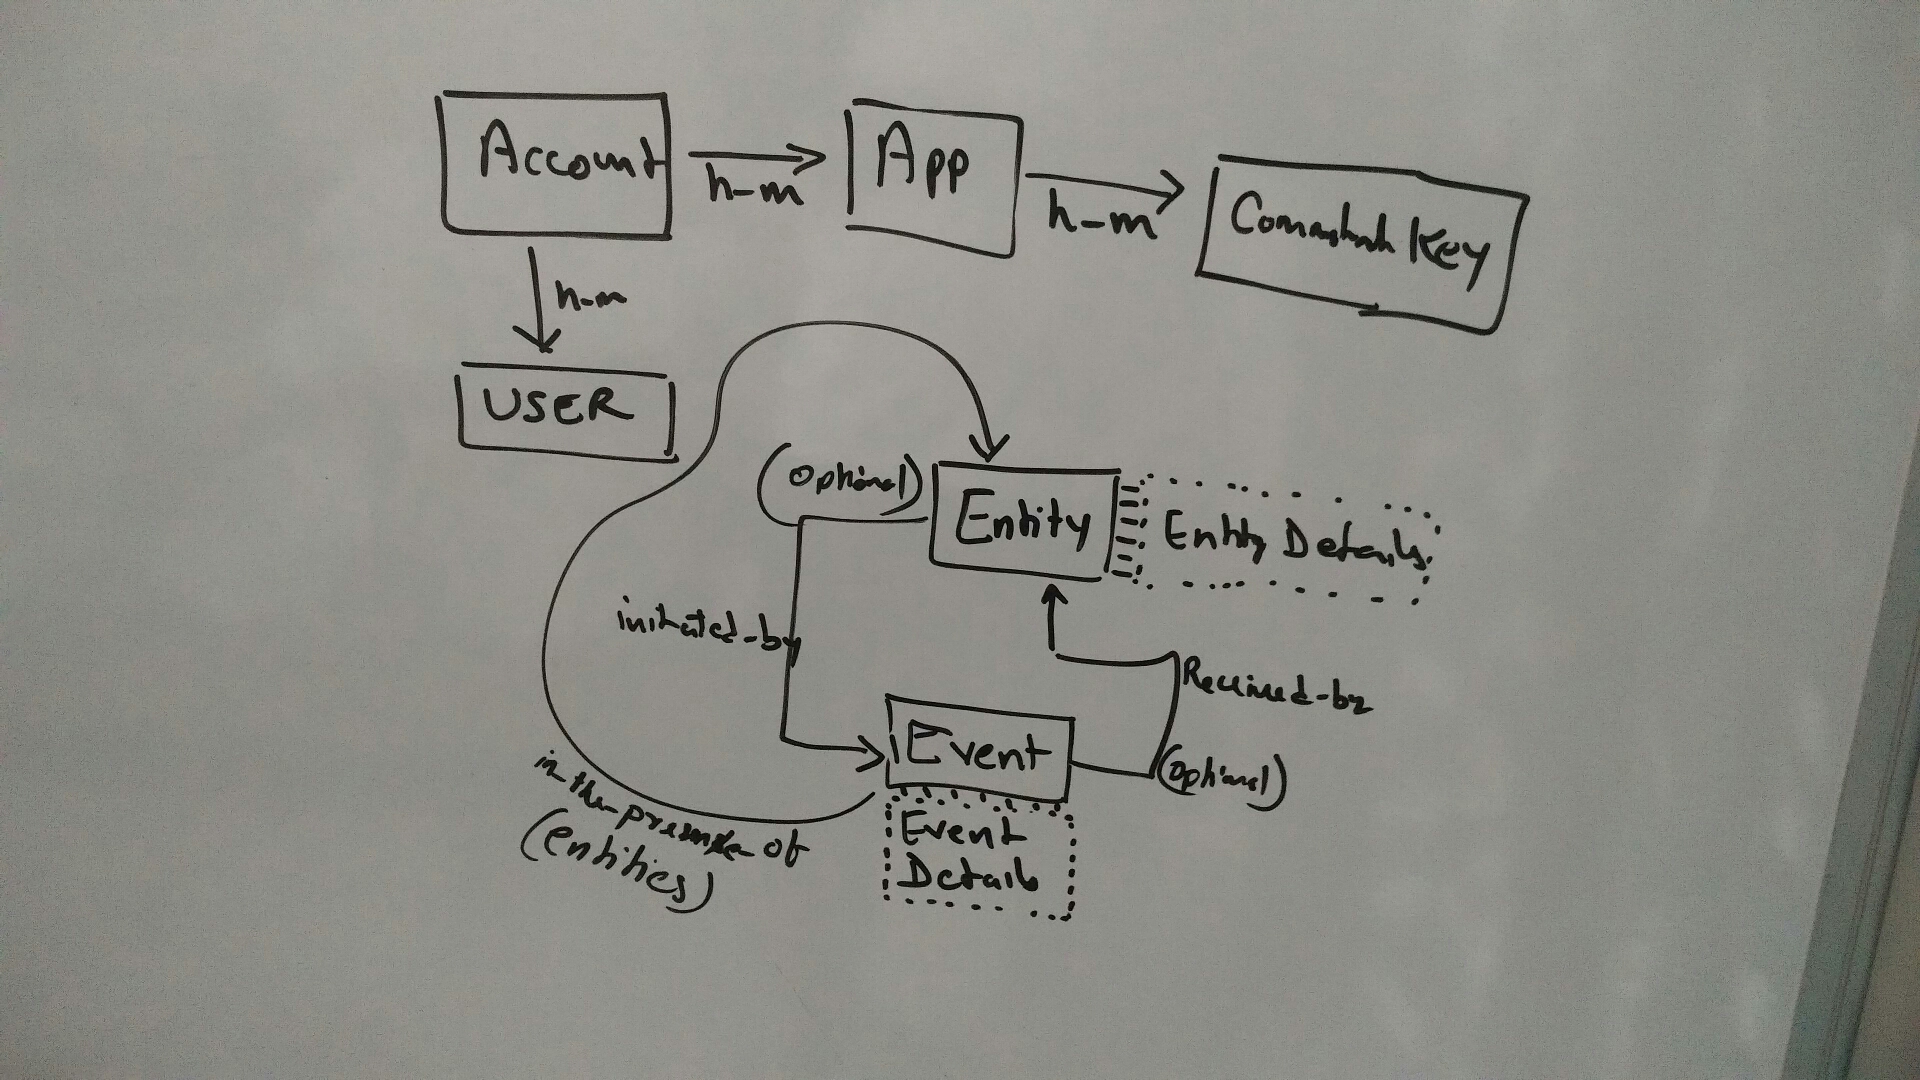 Account
h-m
App
h-m
Key
h-m
USER
(optional)
Entity
Entity Details
initiated-by
Received-by
Event
(optional)
in-the-presence-of
(entities)
Event
Details